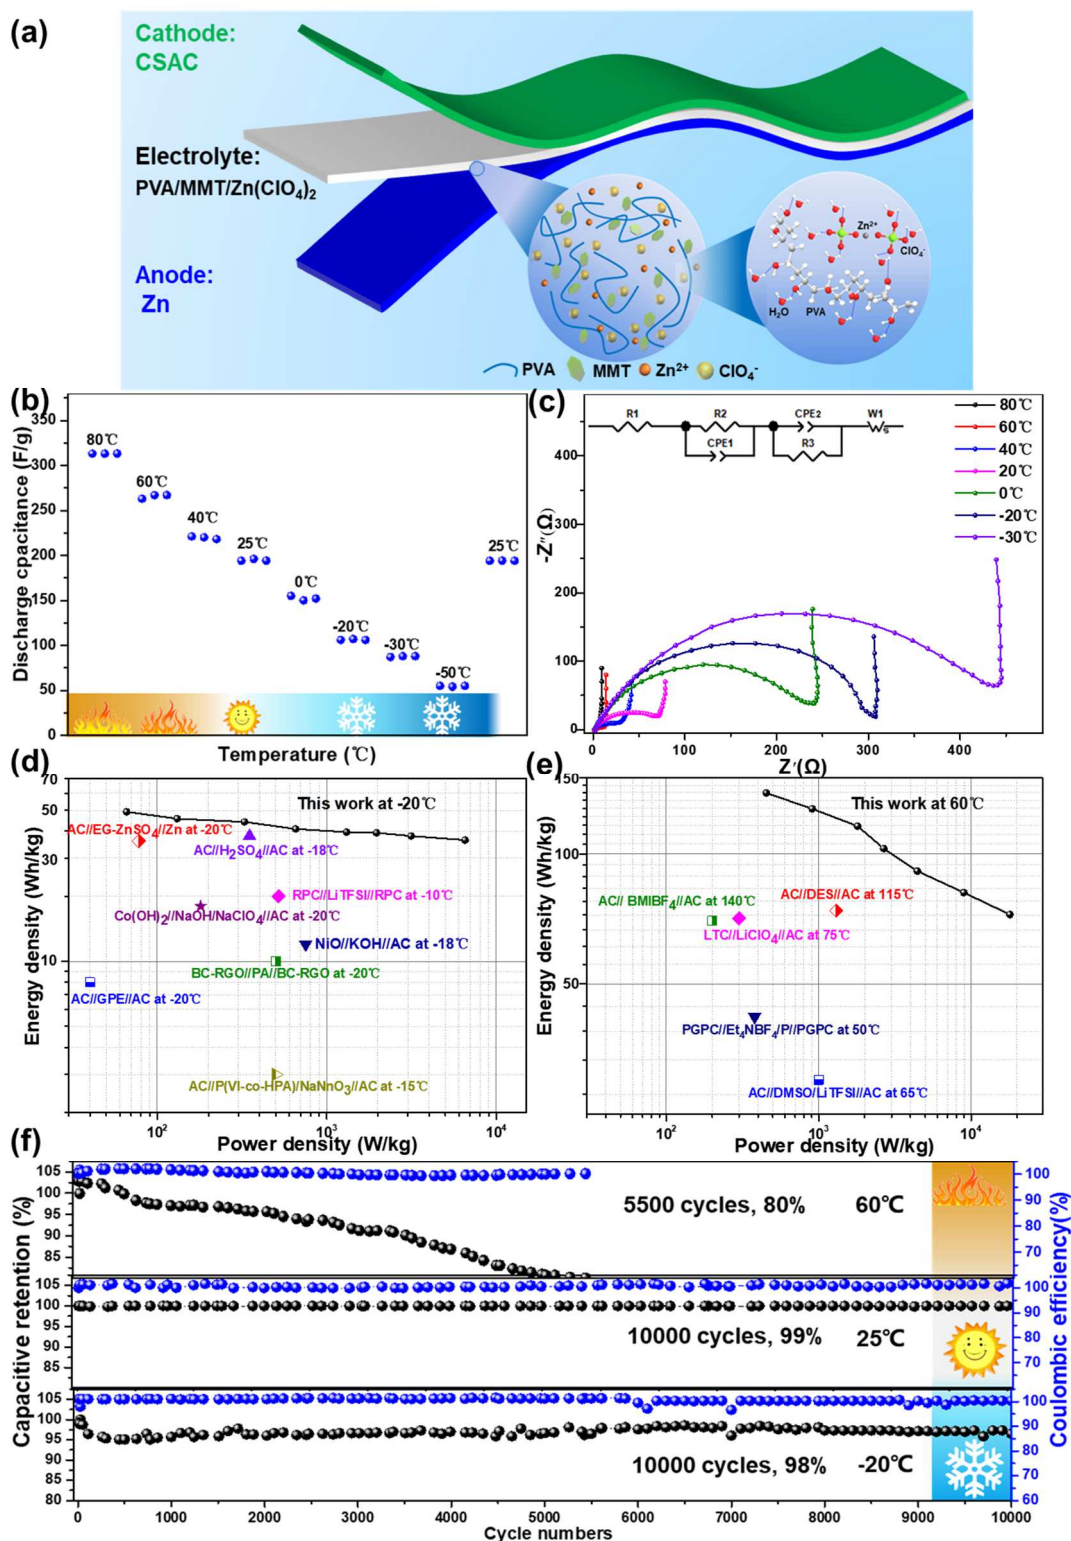 (a)
Cathode:
CSAC
Electrolyte:
PVA/MMT/Zn(ClO₄)₂
Anode:
Zn
Zn²⁺
ClO₄⁻
H₂O PVA
PVA MMT Zn²⁺ ClO₄⁻
(b)
Discharge cpacitance (F/g)
350
300
250
200
150
100
50
0
80℃
60℃
40℃
25℃
0℃
-20℃
-30℃
-50℃
25℃
Temperature (℃)
(c)
-Z″(Ω)
400
300
200
100
0
R1 R2 CPE1 CPE2 R3 W1
80℃
60℃
40℃
20℃
0℃
-20℃
-30℃
0 100 200 300 400
Z′(Ω)
(d)
Energy density (Wh/kg)
70
50
30
10
This work at -20℃
AC//EG-ZnSO₄//Zn at -20℃
AC//H₂SO₄//AC at -18℃
RPC//LiTFSI//RPC at -10℃
Co(OH)₂//NaOH/NaClO₄//AC at -20℃
NiO//KOH//AC at -18℃
BC-RGO//PA//BC-RGO at -20℃
AC//GPE//AC at -20℃
AC//P(VI-co-HPA)/NaNnO₃//AC at -15℃
10² 10³ 10⁴
Power density (W/kg)
(e)
Energy density (Wh/kg)
150
100
50
This work at 60℃
AC//DES//AC at 115℃
AC// BMIBF₄//AC at 140℃
LTC//LiClO₄//AC at 75℃
PGPC//Et₄NBF₄/P//PGPC at 50℃
AC//DMSO/LiTFSI//AC at 65℃
10² 10³ 10⁴
Power density (W/kg)
(f)
Capacitive retention (%)
105
100
95
90
85
5500 cycles, 80% 60℃
100
90
80
70
60
105
100
95
90
85
10000 cycles, 99% 25℃
100
90
80
70
60
105
100
95
90
85
80
10000 cycles, 98% -20℃
100
90
80
70
60
Coulombic efficiency(%)
0 1000 2000 3000 4000 5000 6000 7000 8000 9000 10000
Cycle numbers